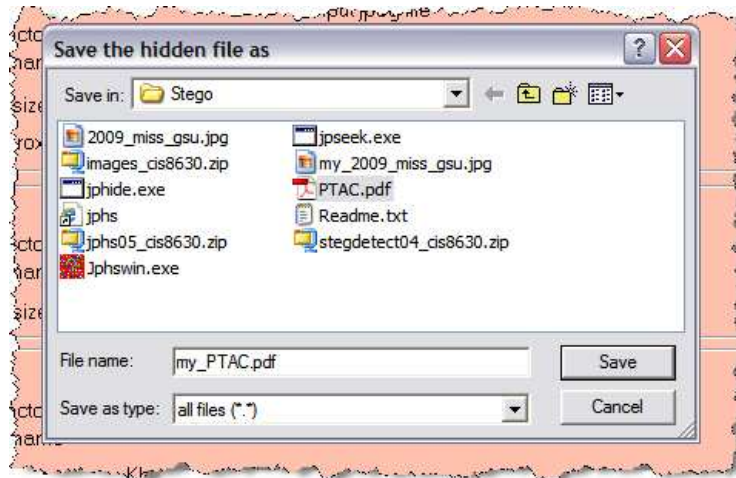 Save the hidden file as
Save in: Stego
2009_miss_gsu.jpg
images_cis8630.zip
jphide.exe
jphs
jphs05_cis8630.zip
Jphswin.exe
jpseek.exe
my_2009_miss_gsu.jpg
PTAC.pdf
Readme.txt
stegdetect04_cis8630.zip
File name: my_PTAC.pdf
Save
Save as type: all files (*.*)
Cancel